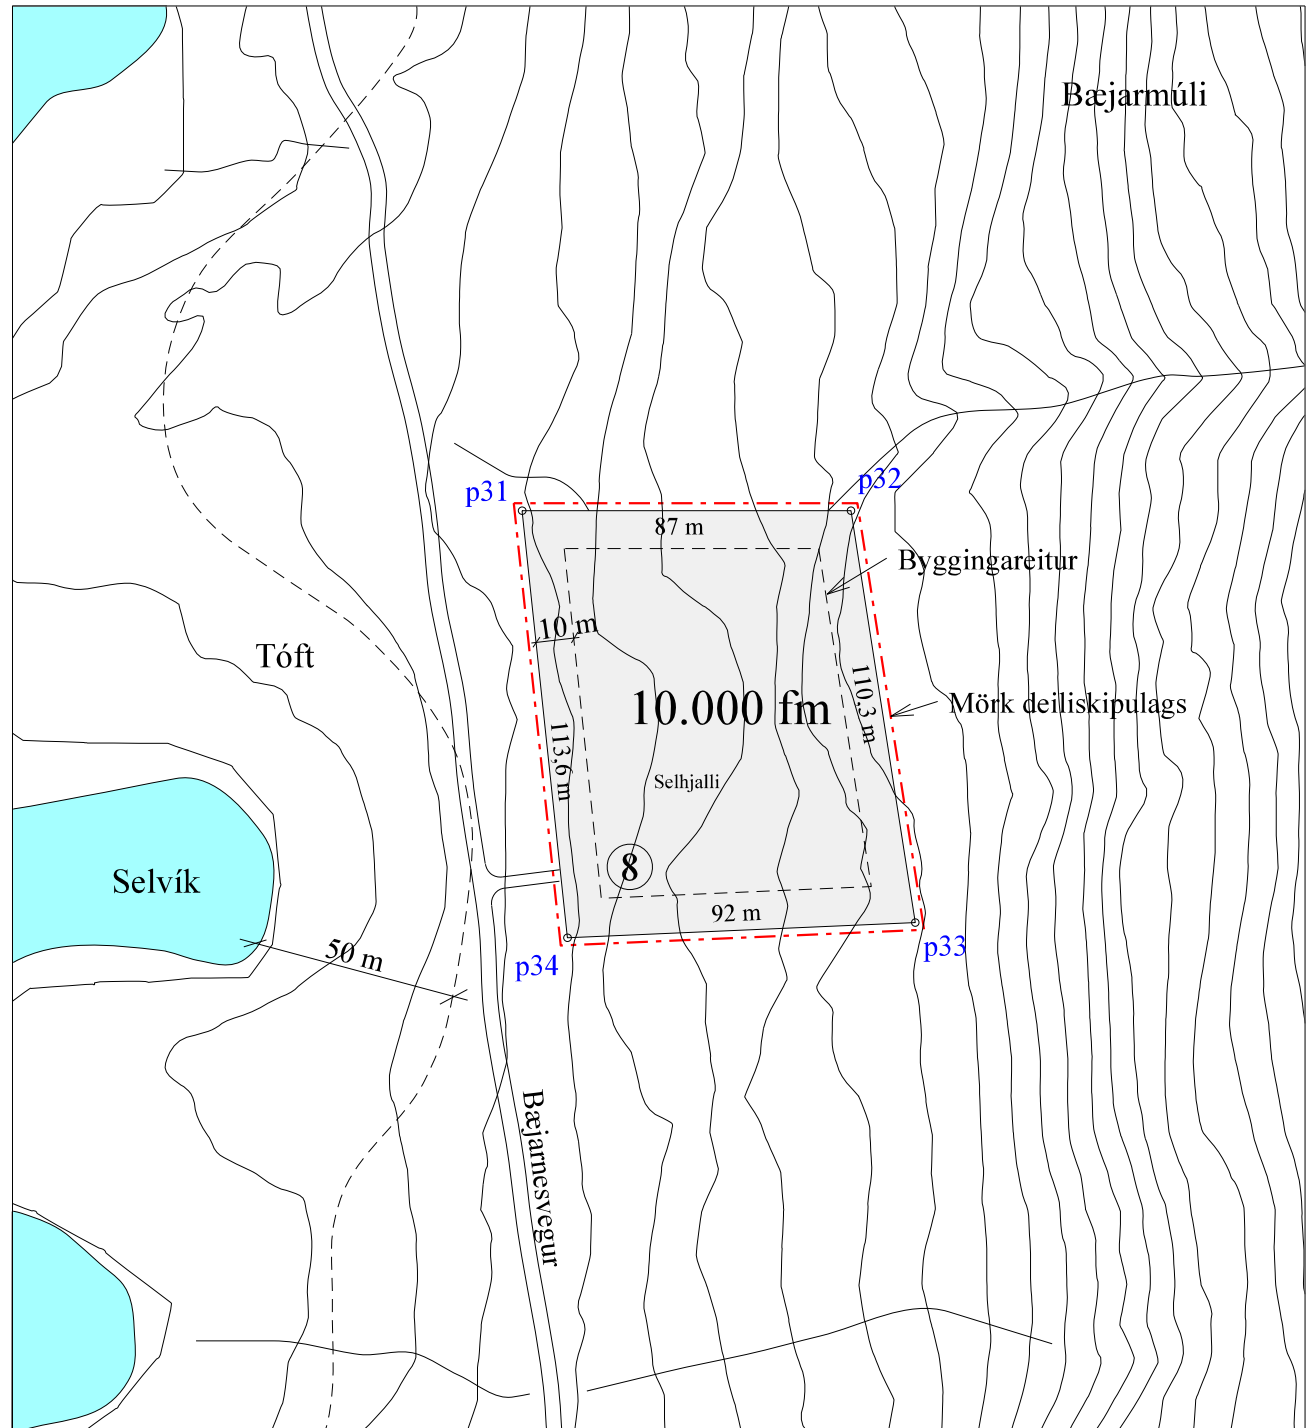 Bæjarmúli
p31
p32
87 m
Byggingareitur
10 m
Tóft
110,3 m
10.000 fm
Mörk deiliskipulags
113,6 m
Selhjalli
8
Selvík
92 m
50 m
p34
p33
Bæjarnesvegur